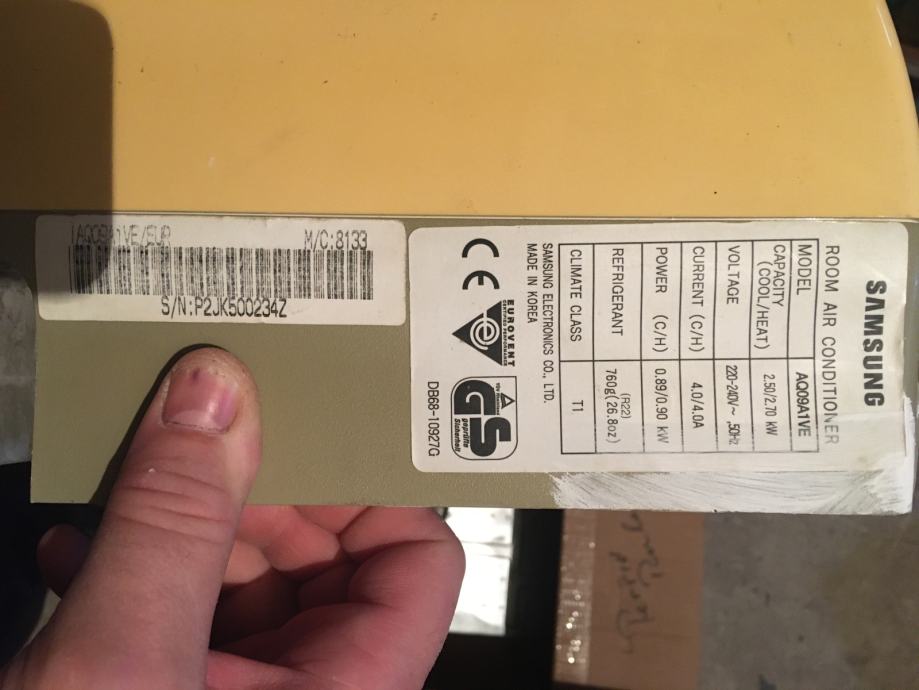 SAMSUNG
ROOM AIR CONDITIONER
MODEL AQ09A1VE
CAPACITY (COOL/HEAT) 2.50/2.70 kW
VOLTAGE 220-240V~ ,50Hz
CURRENT (C/H) 4.0/4.0A
POWER (C/H) 0.89/0.90 kW
REFRIGERANT (R22) 760g(26.8oz)
CLIMATE CLASS T1
SAMSUNG ELECTRONICS CO., LTD.
MADE IN KOREA
CE
EUROVENT
CERTIFIED PERFORMANCE
GS
geprüfte
Sicherheit
DB68-10927G
AQ09A1VE/EUR M/C:8133
S/N:P2JK500234Z